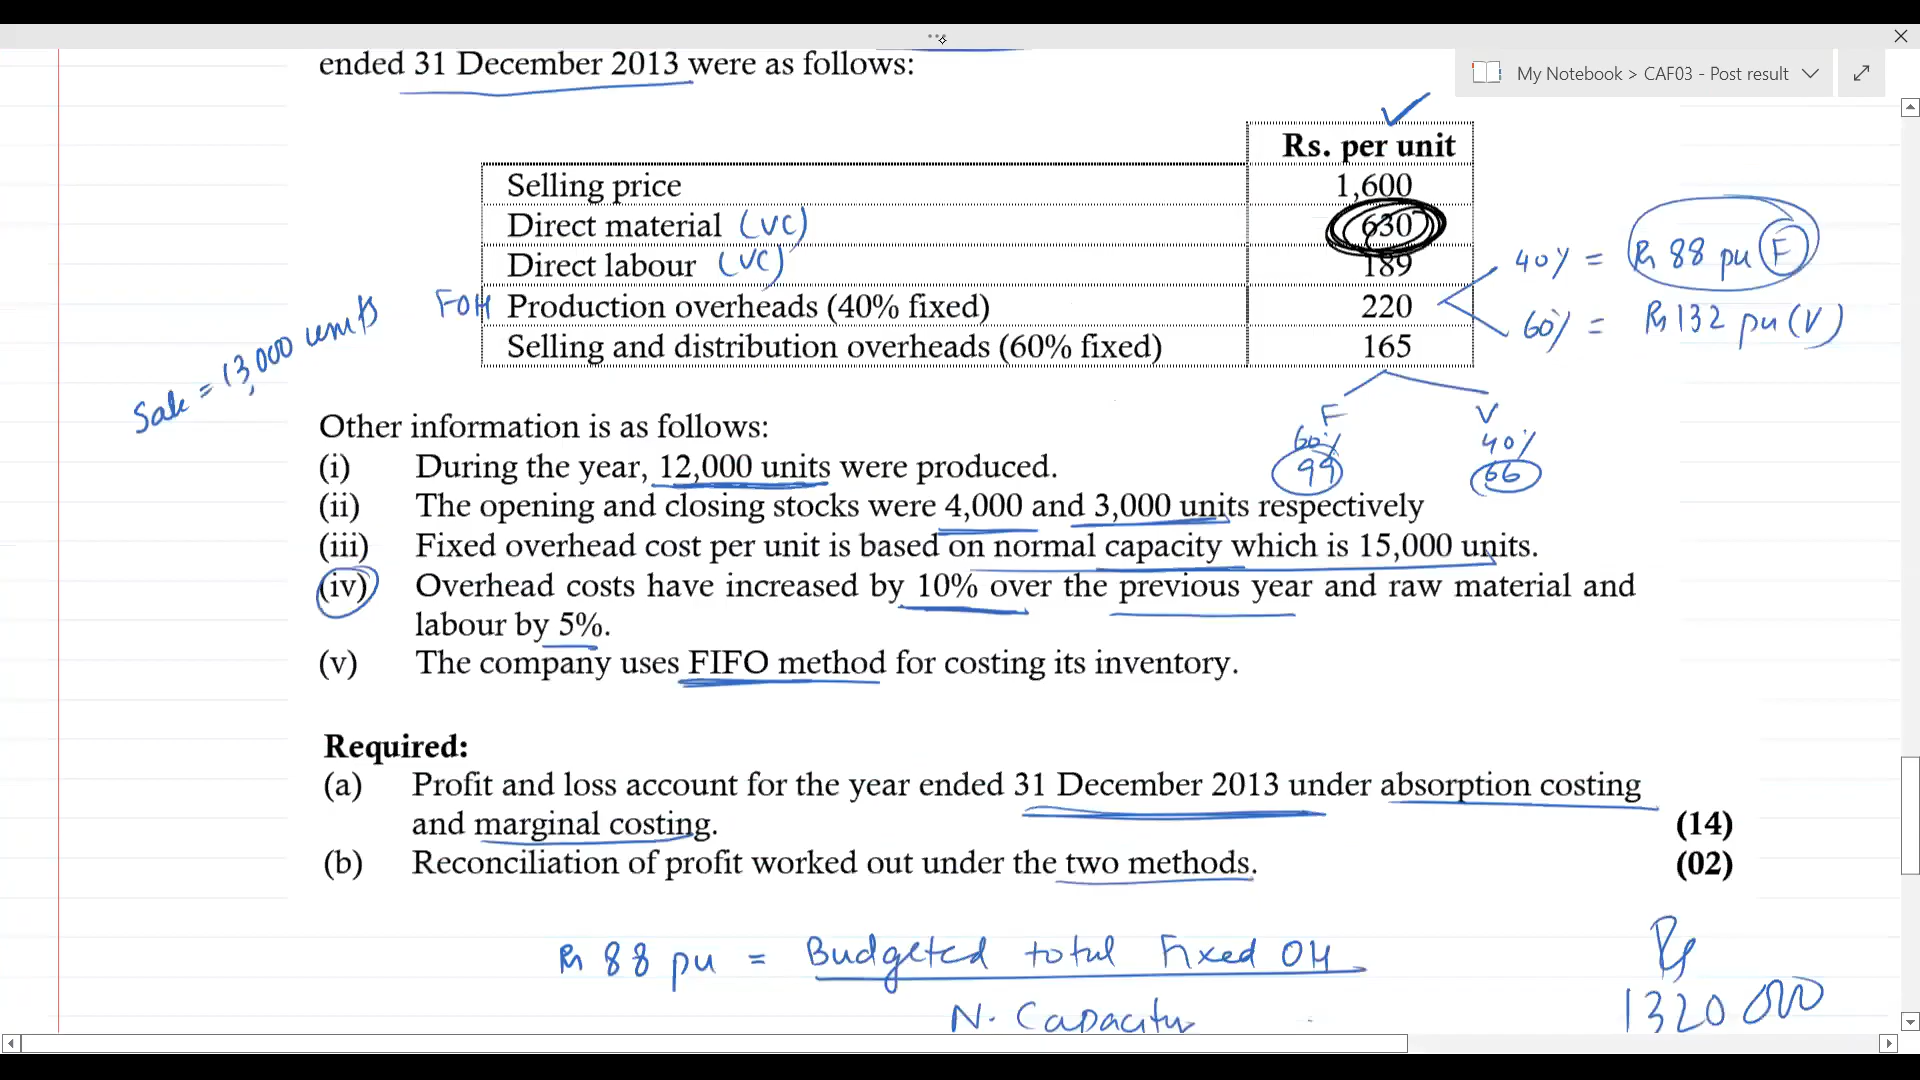 ended 31 December 2013 were as follows:
My Notebook > CAF03 - Post result
Rs. per unit
Selling price 1,600
Direct material (VC) 630
Direct labour (VC) 189
FOH Production overheads (40% fixed) 220
Selling and distribution overheads (60% fixed) 165
40% = Rs 88 pu F
60% = Rs 132 pu (V)
Sale = 13,000 units
F V
60% 40%
99 66
Other information is as follows:
(i) During the year, 12,000 units were produced.
(ii) The opening and closing stocks were 4,000 and 3,000 units respectively
(iii) Fixed overhead cost per unit is based on normal capacity which is 15,000 units.
(iv) Overhead costs have increased by 10% over the previous year and raw material and
labour by 5%.
(v) The company uses FIFO method for costing its inventory.
Required:
(a) Profit and loss account for the year ended 31 December 2013 under absorption costing
and marginal costing. (14)
(b) Reconciliation of profit worked out under the two methods. (02)
Rs 88 pu = Budgeted total Fixed OH
N. Capacity
Rs
1320 000